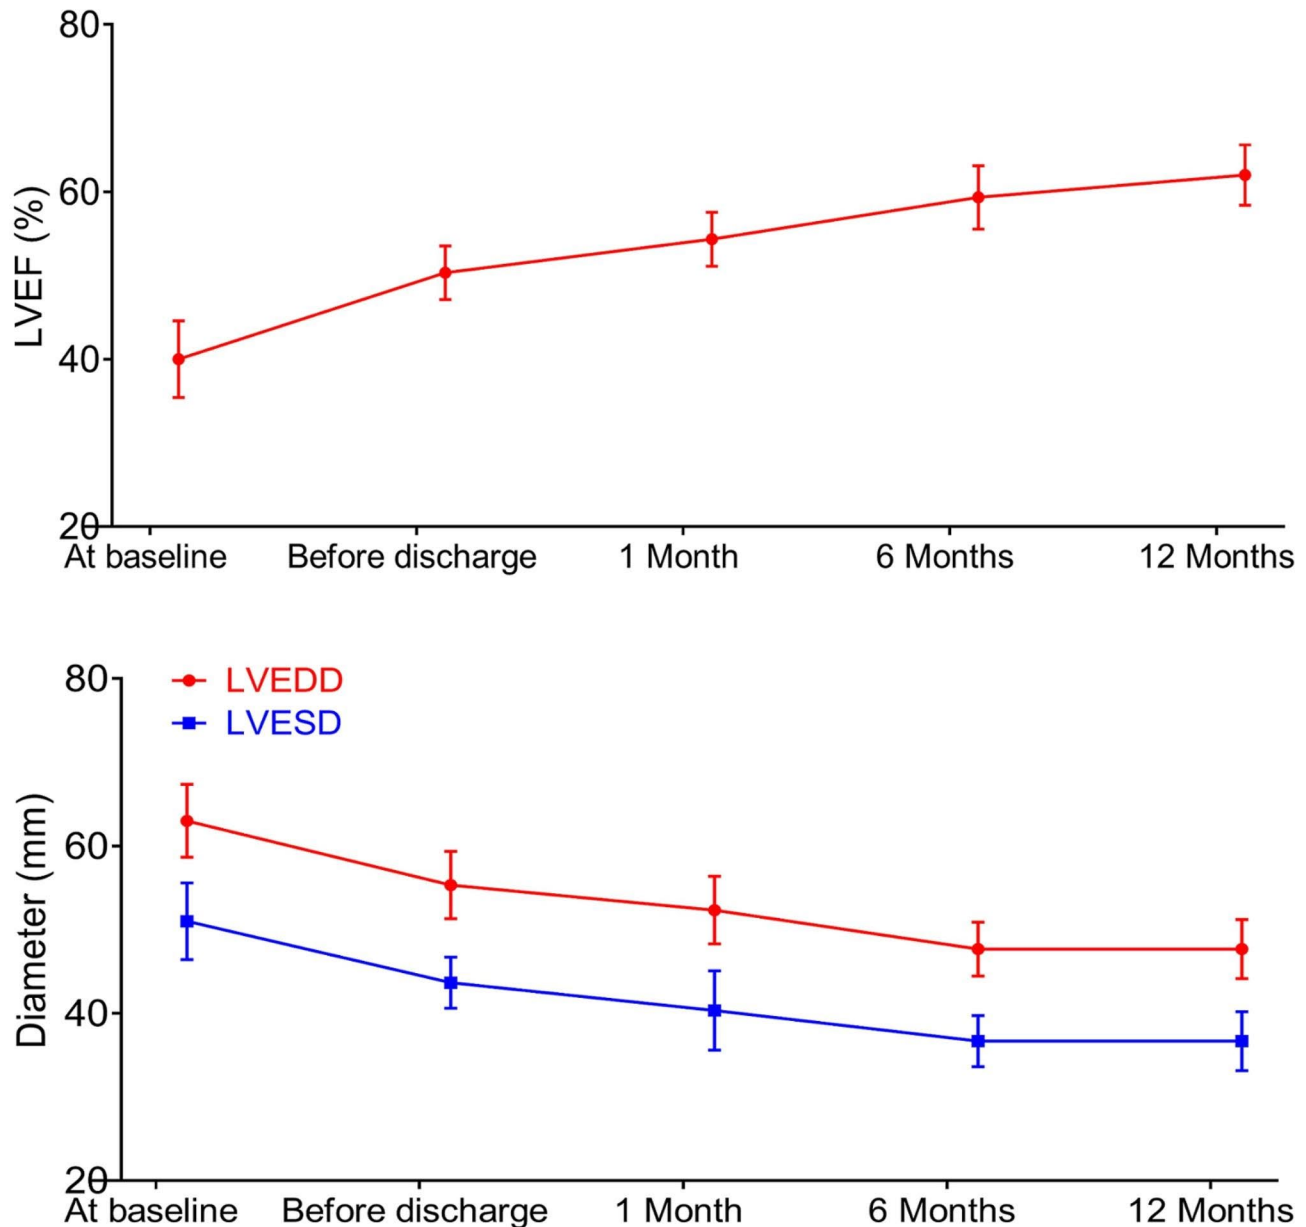 80
60
40
20
LVEF (%)
At baseline Before discharge 1 Month 6 Months 12 Months
LVEDD
LVESD
80
60
40
20
Diameter (mm)
At baseline Before discharge 1 Month 6 Months 12 Months